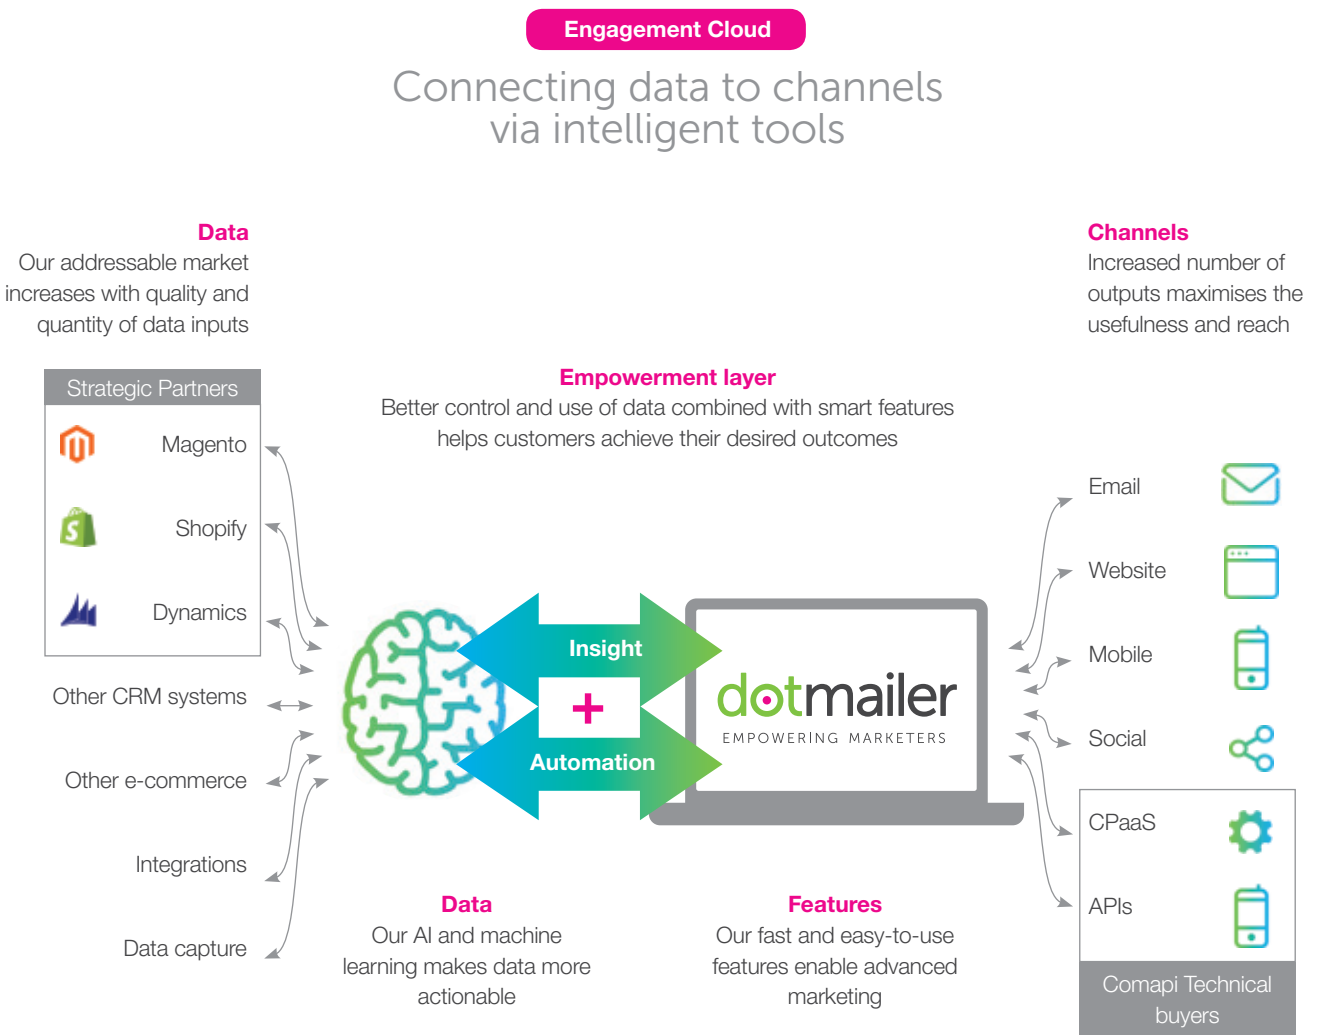 Engagement Cloud
Connecting data to channels
via intelligent tools
Data
Our addressable market
increases with quality and
quantity of data inputs
Channels
Increased number of
outputs maximises the
usefulness and reach
Strategic Partners
Magento
Shopify
Dynamics
Other CRM systems
Other e-commerce
Integrations
Data capture
Empowerment layer
Better control and use of data combined with smart features
helps customers achieve their desired outcomes
Insight
+
Automation
dotmailer
EMPOWERING MARKETERS
Email
Website
Mobile
Social
CPaaS
APIs
Comapi Technical
buyers
Data
Our AI and machine
learning makes data more
actionable
Features
Our fast and easy-to-use
features enable advanced
marketing